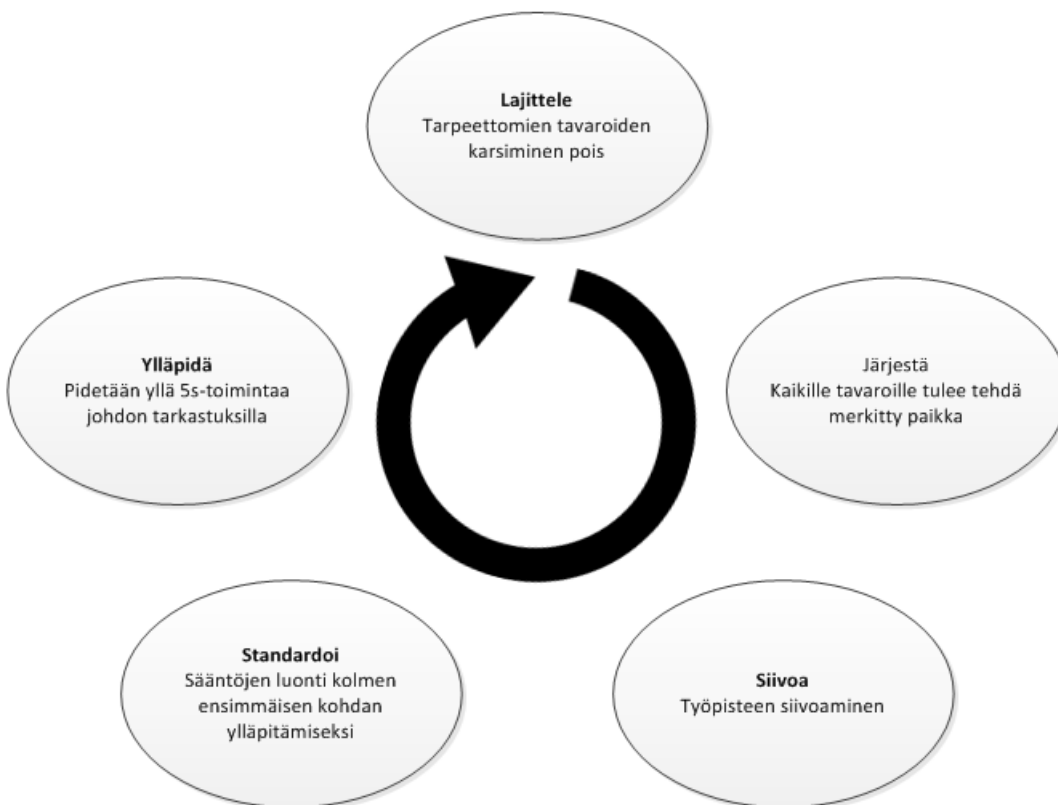 Lajittele
Tarpeettomien tavaroiden
karsiminen pois
Järjestä
Kaikille tavaroille tulee tehdä
merkitty paikka
Siivoa
Työpisteen siivoaminen
Standardoi
Sääntöjen luonti kolmen
ensimmäisen kohdan
ylläpitämiseksi
Ylläpidä
Pidetään yllä 5s-toimintaa
johdon tarkastuksilla